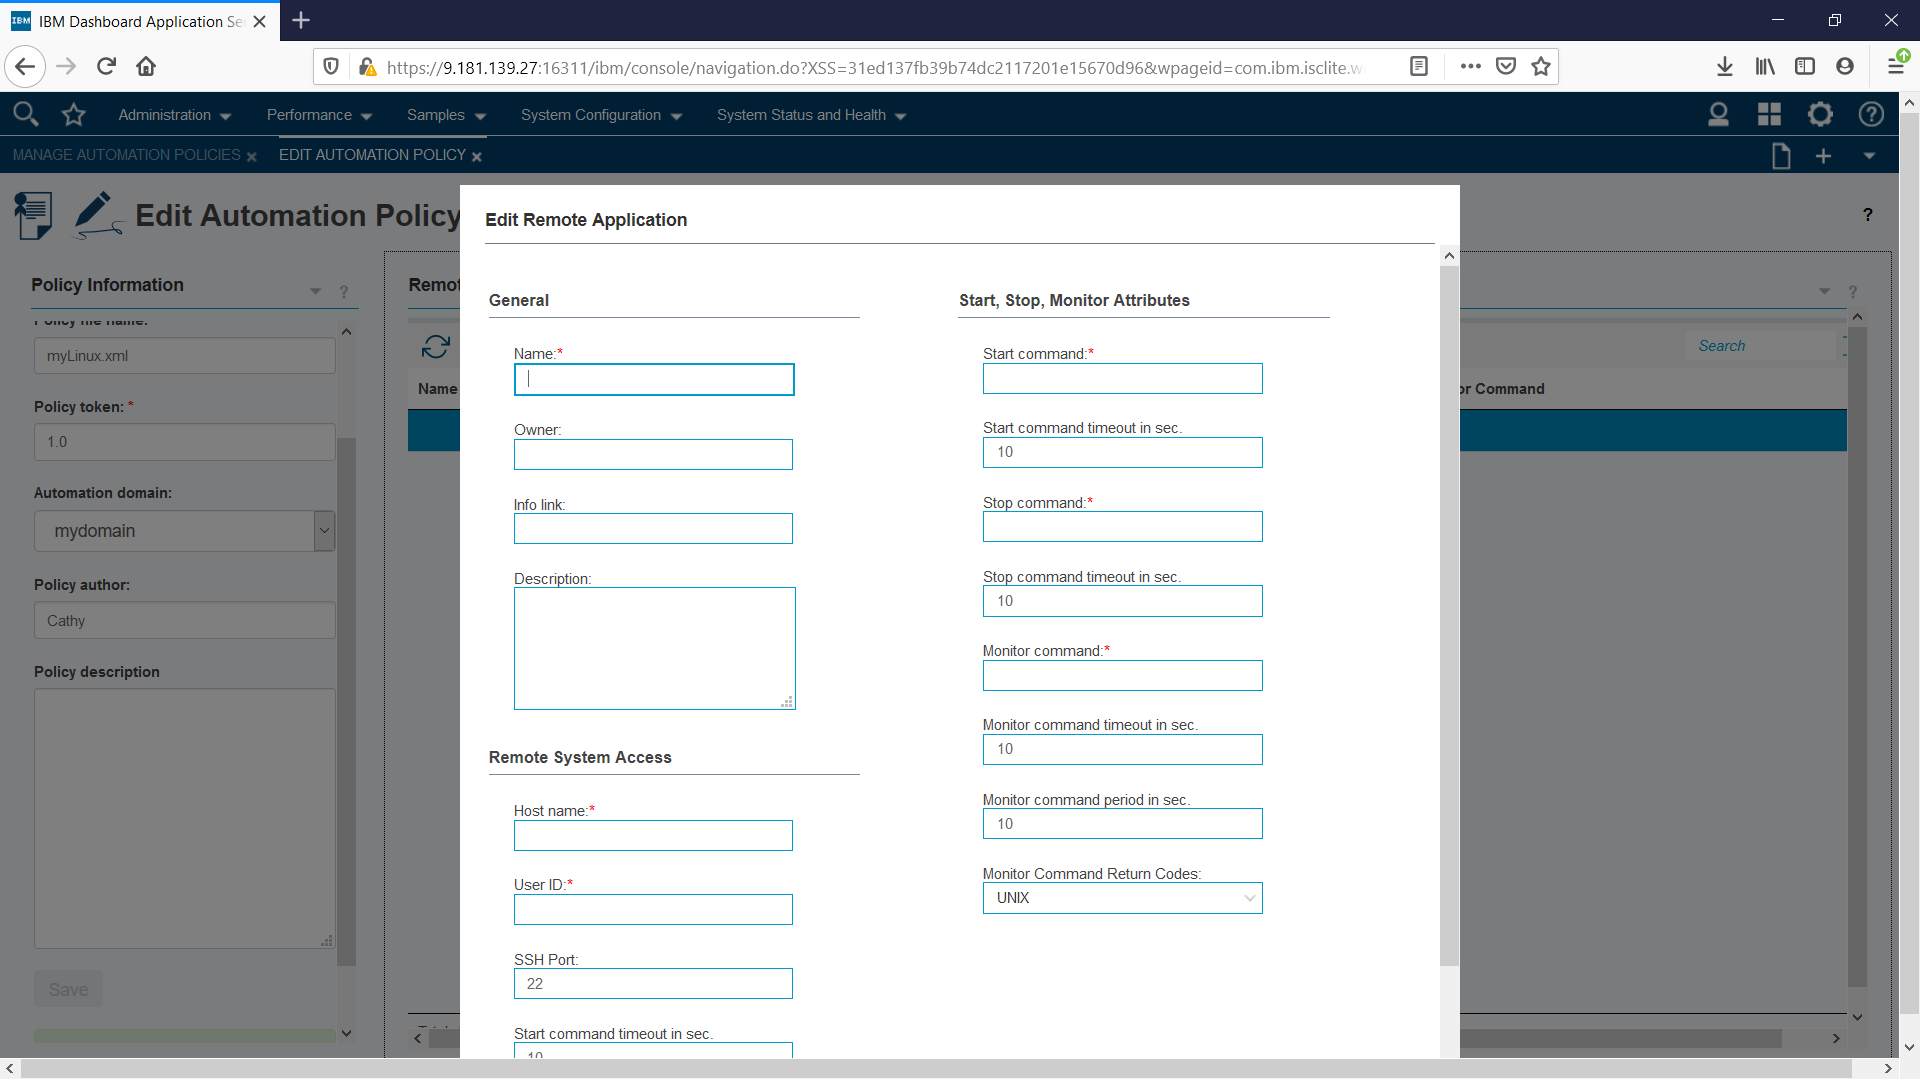 IBM Dashboard Application Se
https://9.181.139.27:16311/ibm/console/navigation.do?XSS=31ed137fb39b74dc2117201e15670d96&wpageid=com.ibm.isclite.w
Administration
Performance
Samples
System Configuration
System Status and Health
MANAGE AUTOMATION POLICIES
EDIT AUTOMATION POLICY
Edit Automation Policy
?
Policy Information
?
Policy file name:
myLinux.xml
Policy token: *
1.0
Automation domain:
mydomain
Policy author:
Cathy
Policy description
Save
Remot
?
Search
Name
or Command
Edit Remote Application
General
Name:*
Owner:
Info link:
Description:
Remote System Access
Host name:*
User ID:*
SSH Port:
22
Start command timeout in sec.
10
Start, Stop, Monitor Attributes
Start command:*
Start command timeout in sec.
10
Stop command:*
Stop command timeout in sec.
10
Monitor command:*
Monitor command timeout in sec.
10
Monitor command period in sec.
10
Monitor Command Return Codes:
UNIX